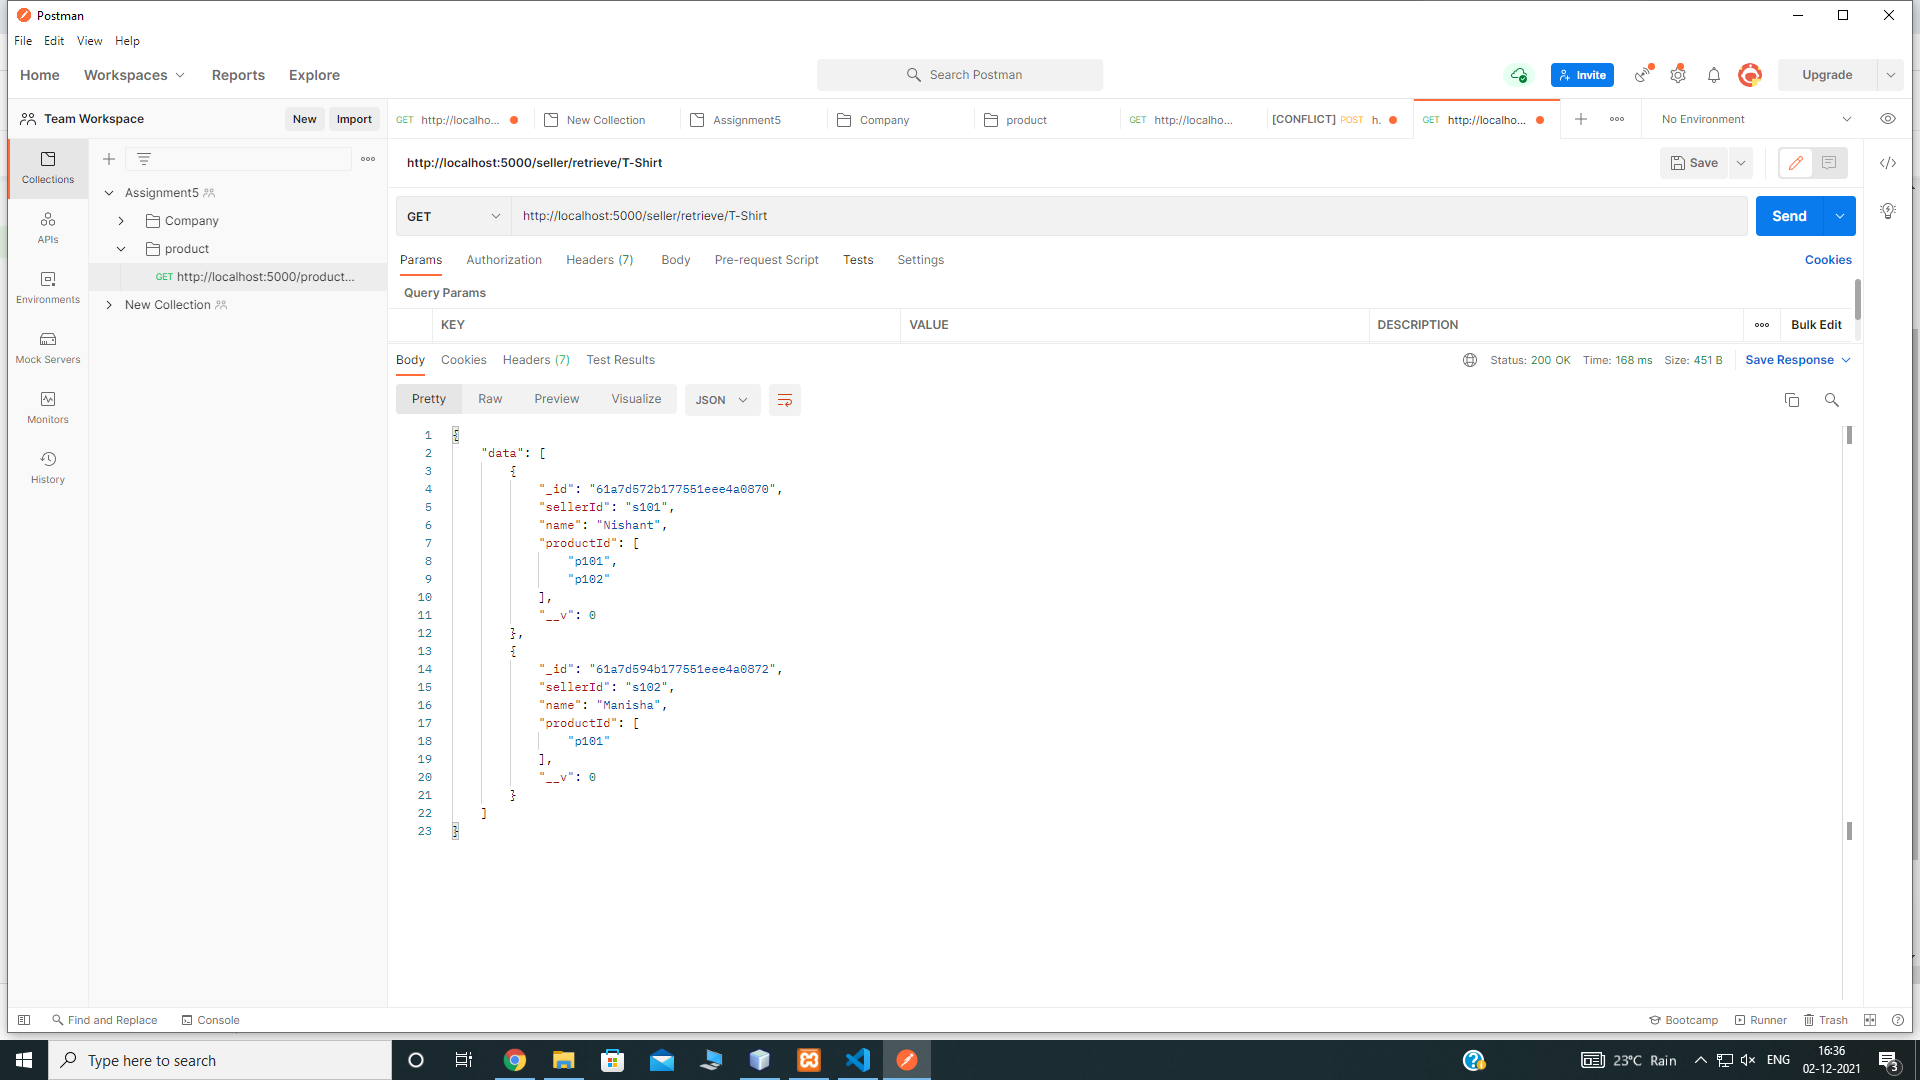 Postman
File Edit View Help
Home Workspaces Reports Explore Search Postman Invite Upgrade
Team Workspace New Import
GET http://localho... New Collection Assignment5 Company product GET http://localho... [CONFLICT] POST h. GET http://localho... No Environment
http://localhost:5000/seller/retrieve/T-Shirt Save
Collections
APIs
Environments
Mock Servers
Monitors
History
Assignment5
Company
product
GET http://localhost:5000/product...
New Collection
GET http://localhost:5000/seller/retrieve/T-Shirt Send
Params Authorization Headers (7) Body Pre-request Script Tests Settings Cookies
Query Params
KEY VALUE DESCRIPTION Bulk Edit
Body Cookies Headers (7) Test Results Status: 200 OK Time: 168 ms Size: 451 B Save Response
Pretty Raw Preview Visualize JSON
1 {
2 "data": [
3 {
4 "_id": "61a7d572b177551eee4a0870",
5 "sellerId": "s101",
6 "name": "Nishant",
7 "productId": [
8 "p101",
9 "p102"
10 ],
11 "__v": 0
12 },
13 {
14 "_id": "61a7d594b177551eee4a0872",
15 "sellerId": "s102",
16 "name": "Manisha",
17 "productId": [
18 "p101"
19 ],
20 "__v": 0
21 }
22 ]
23 }
Find and Replace Console Bootcamp Runner Trash
Type here to search 23°C Rain ENG 16:36
02-12-2021 3